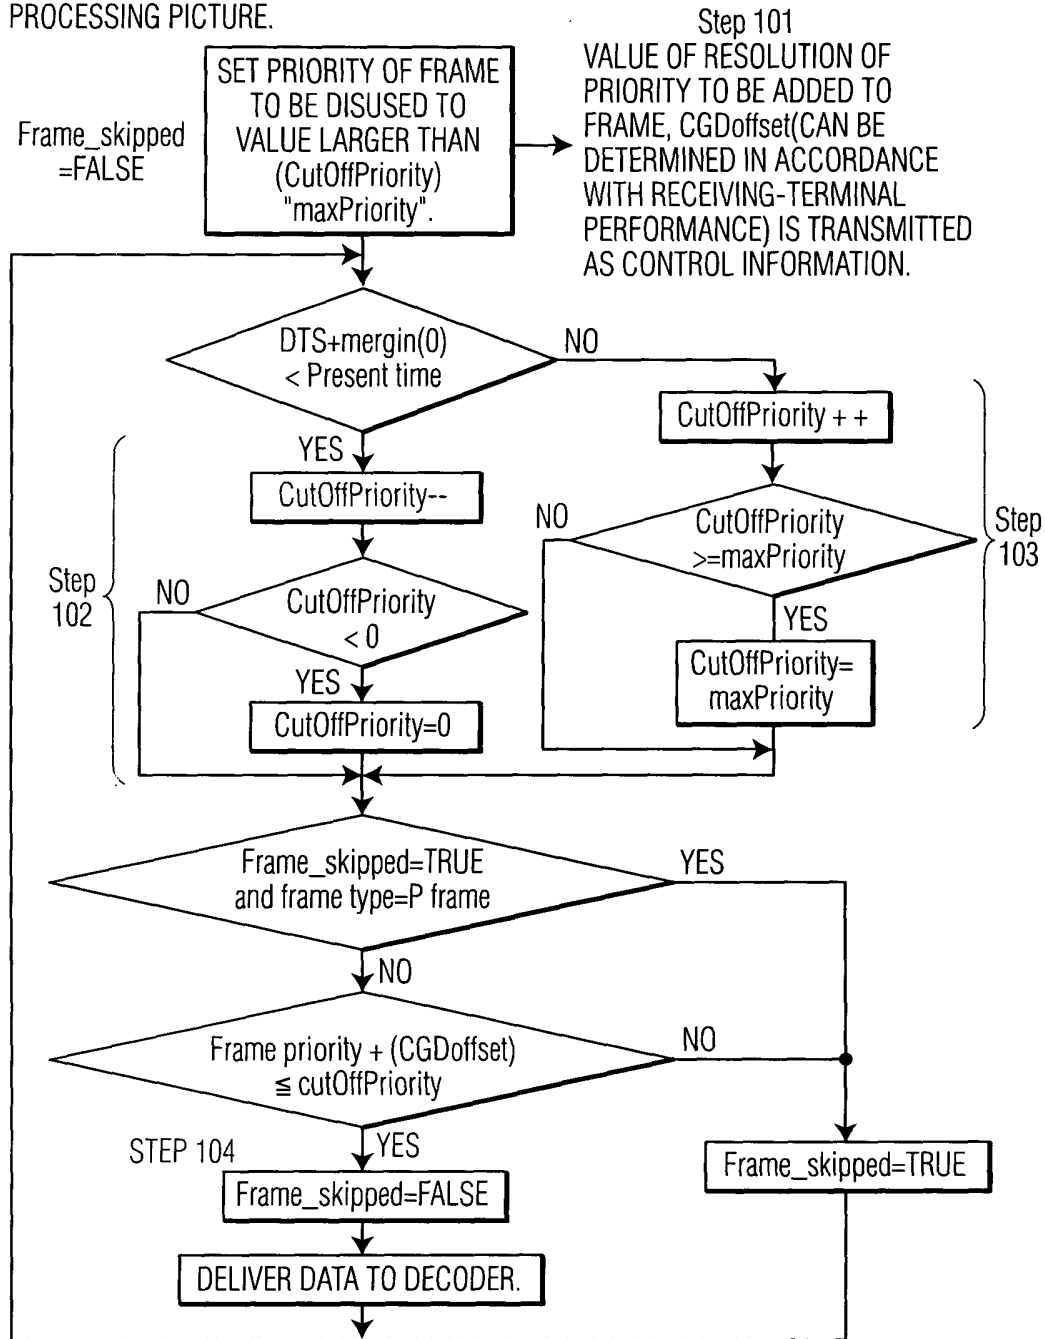 PROCESSING PICTURE.
Step 101
SET PRIORITY OF FRAME
TO BE DISUSED TO
VALUE LARGER THAN
(CutOffPriority)
"maxPriority".
Frame_skipped
=FALSE
VALUE OF RESOLUTION OF
PRIORITY TO BE ADDED TO
FRAME, CGDoffset(CAN BE
DETERMINED IN ACCORDANCE
WITH RECEIVING-TERMINAL
PERFORMANCE) IS TRANSMITTED
AS CONTROL INFORMATION.
DTS+mergin(0)
< Present time
NO
YES
CutOffPriority + +
CutOffPriority--
CutOffPriority
>=maxPriority
NO
Step
103
YES
CutOffPriority=
maxPriority
Step
102
NO
CutOffPriority
< 0
YES
CutOffPriority=0
Frame_skipped=TRUE
and frame type=P frame
YES
NO
Frame priority + (CGDoffset)
≦ cutOffPriority
NO
YES
STEP 104
Frame_skipped=FALSE
Frame_skipped=TRUE
DELIVER DATA TO DECODER.